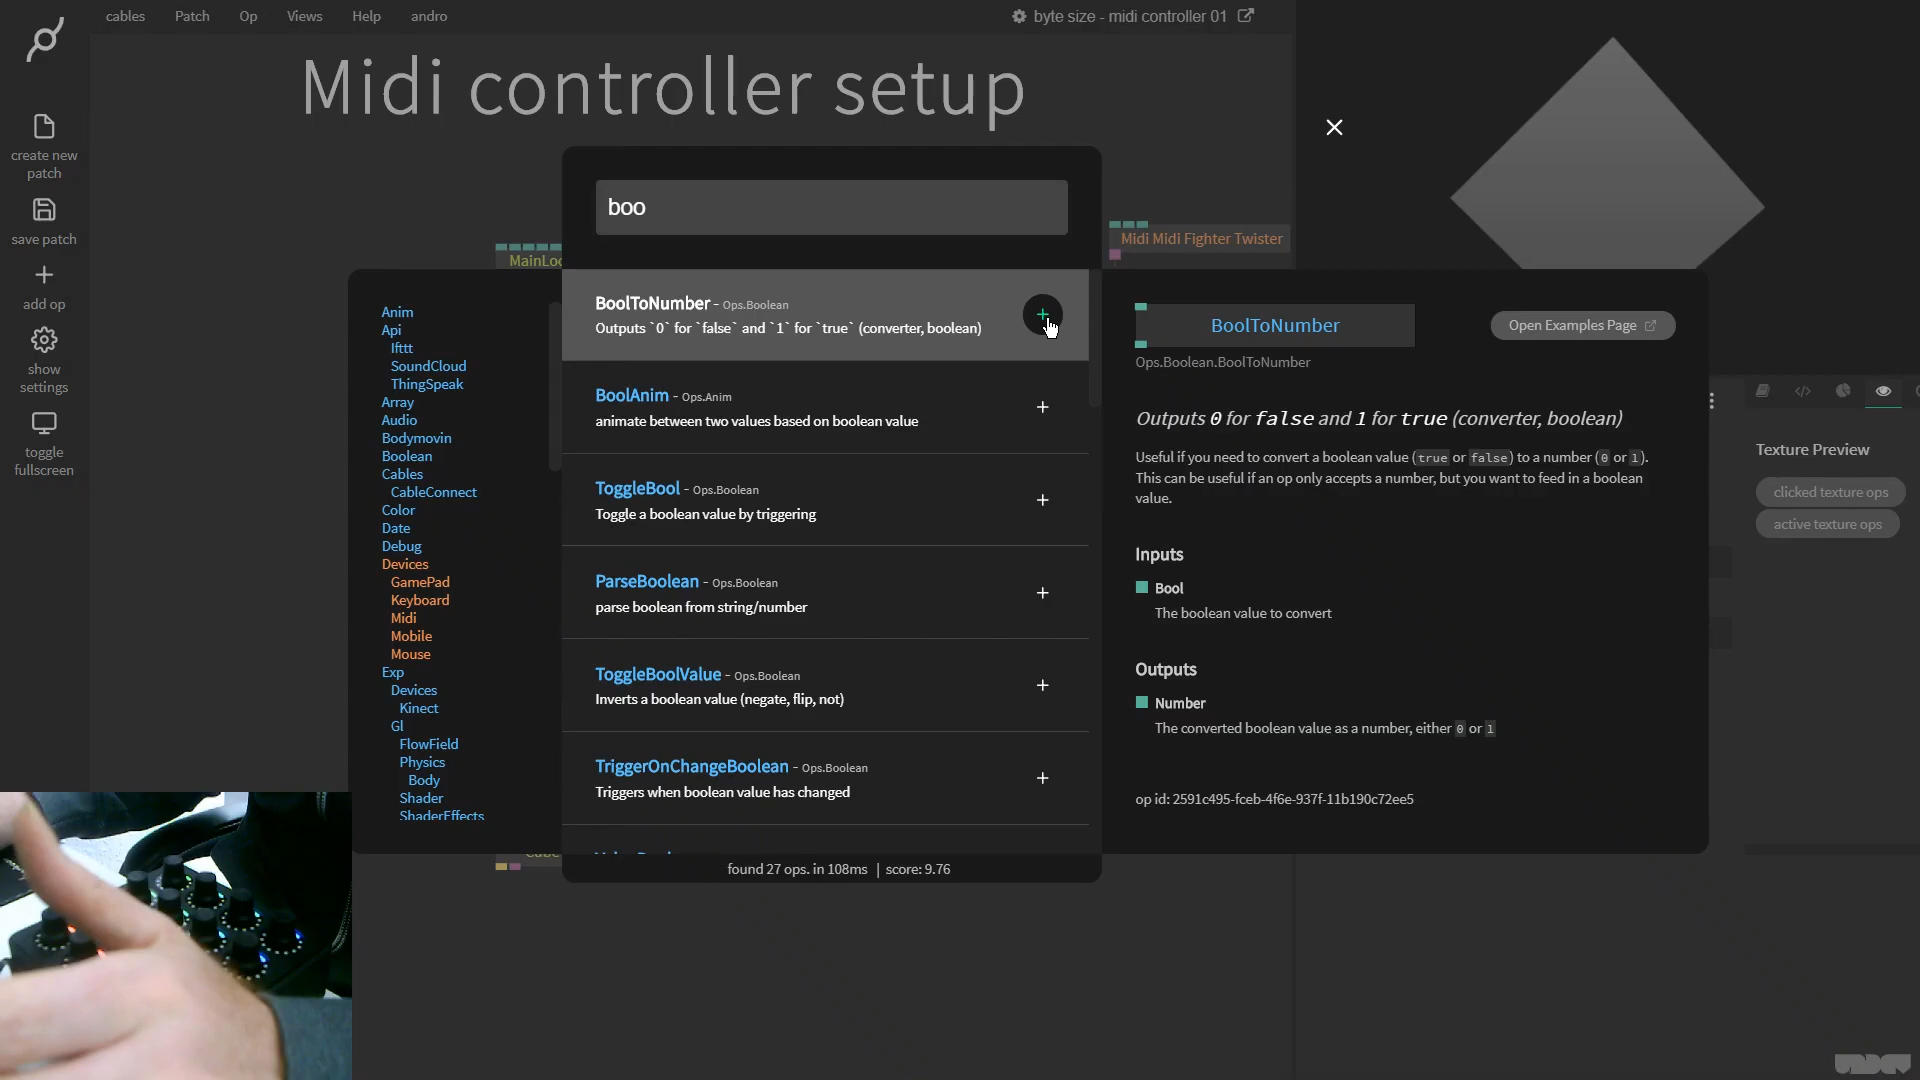 cables
Patch
Op
Views
Help
andro
byte size - midi controller 01
Midi controller setup
create new
patch
save patch
add op
show
settings
toggle
fullscreen
boo
MainLoo
Midi Midi Fighter Twister
Anim
Api
Ifttt
SoundCloud
ThingSpeak
Array
Audio
Bodymovin
Boolean
Cables
CableConnect
Color
Date
Debug
Devices
GamePad
Keyboard
Midi
Mobile
Mouse
Exp
Devices
Kinect
Gl
FlowField
Physics
Body
Shader
ShaderEffects
BoolToNumber - Ops.Boolean
Outputs `0` for `false` and `1` for `true` (converter, boolean)
BoolAnim - Ops.Anim
animate between two values based on boolean value
ToggleBool - Ops.Boolean
Toggle a boolean value by triggering
ParseBoolean - Ops.Boolean
parse boolean from string/number
ToggleBoolValue - Ops.Boolean
Inverts a boolean value (negate, flip, not)
TriggerOnChangeBoolean - Ops.Boolean
Triggers when boolean value has changed
found 27 ops. in 108ms | score: 9.76
BoolToNumber
Open Examples Page
Ops.Boolean.BoolToNumber
Outputs 0 for false and 1 for true (converter, boolean)
Useful if you need to convert a boolean value (true or false) to a number (0 or 1).
This can be useful if an op only accepts a number, but you want to feed in a boolean
value.
Inputs
Bool
The boolean value to convert
Outputs
Number
The converted boolean value as a number, either 0 or 1
op id: 2591c495-fceb-4f6e-937f-11b190c72ee5
Texture Preview
clicked texture ops
active texture ops